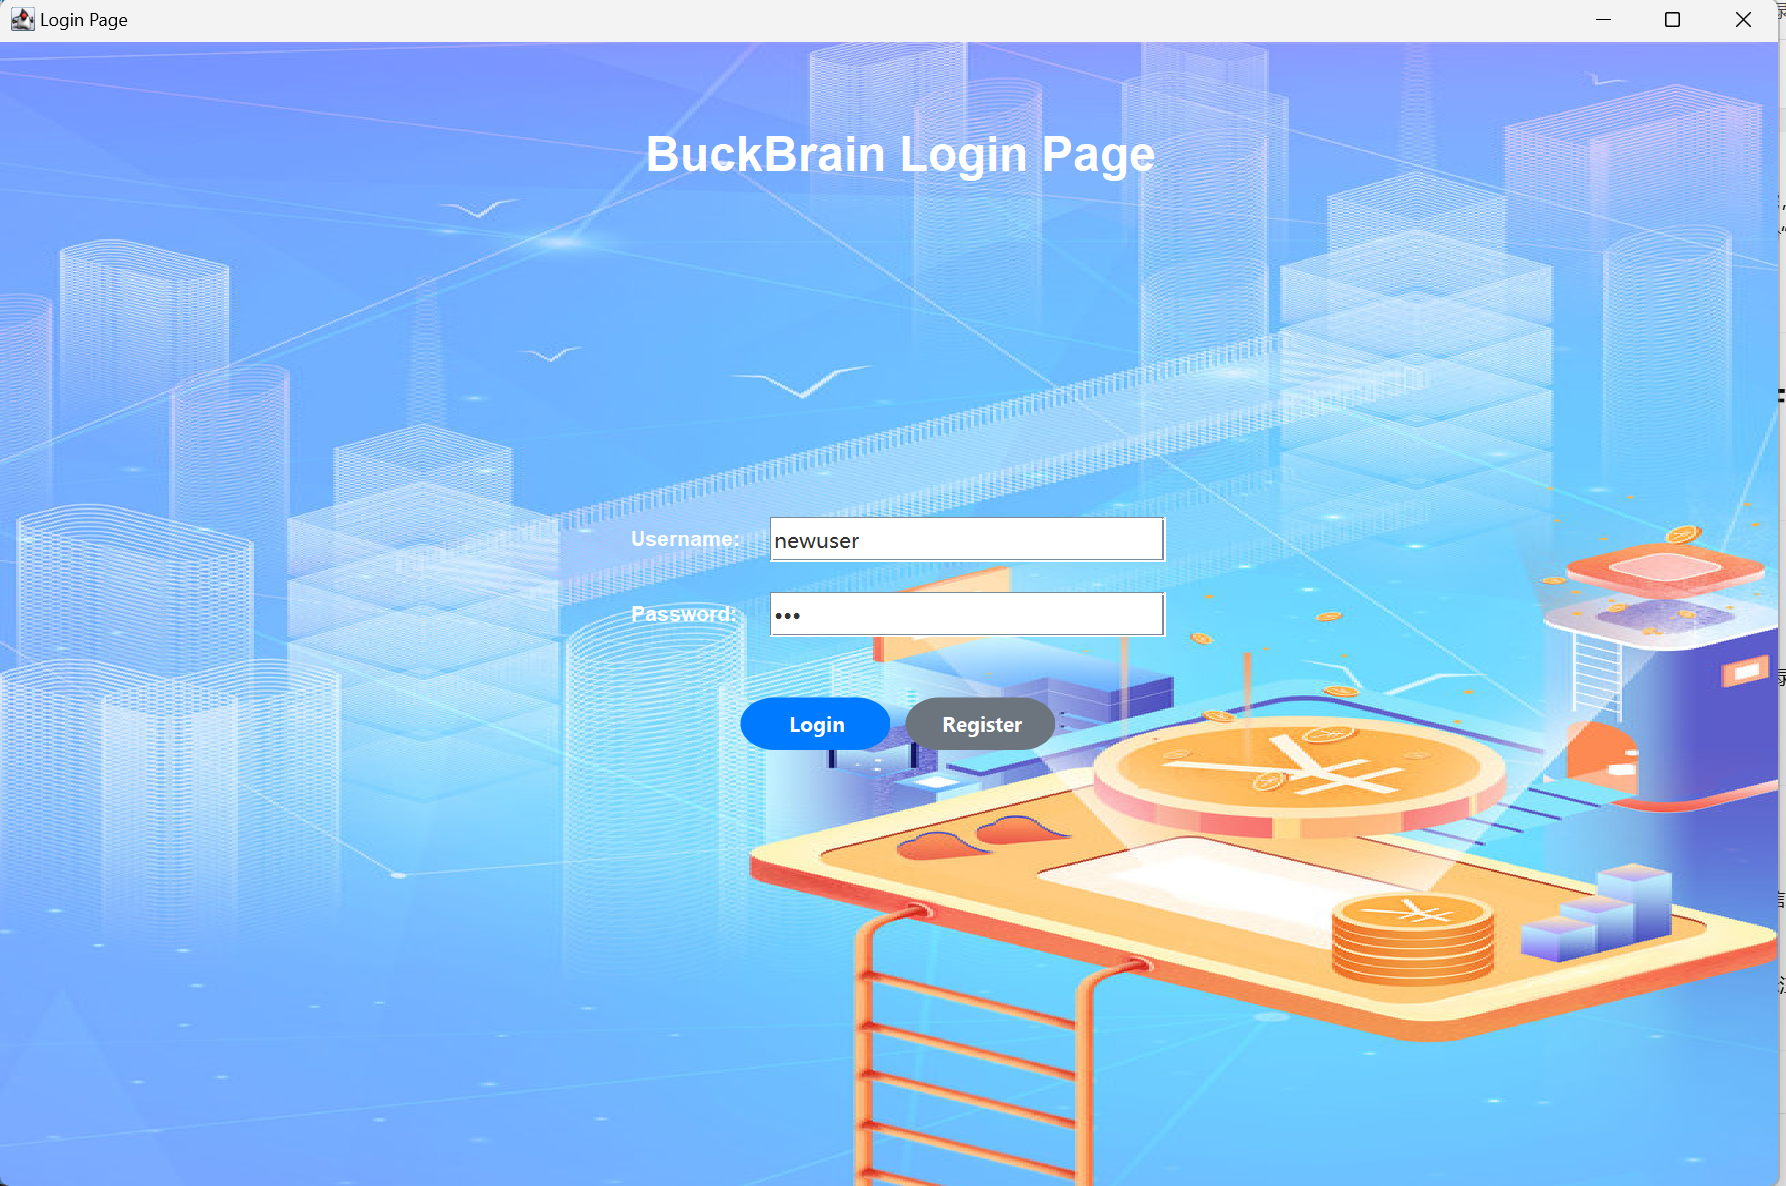 Login Page
BuckBrain Login Page
Username: newuser
Password: •••
Login Register